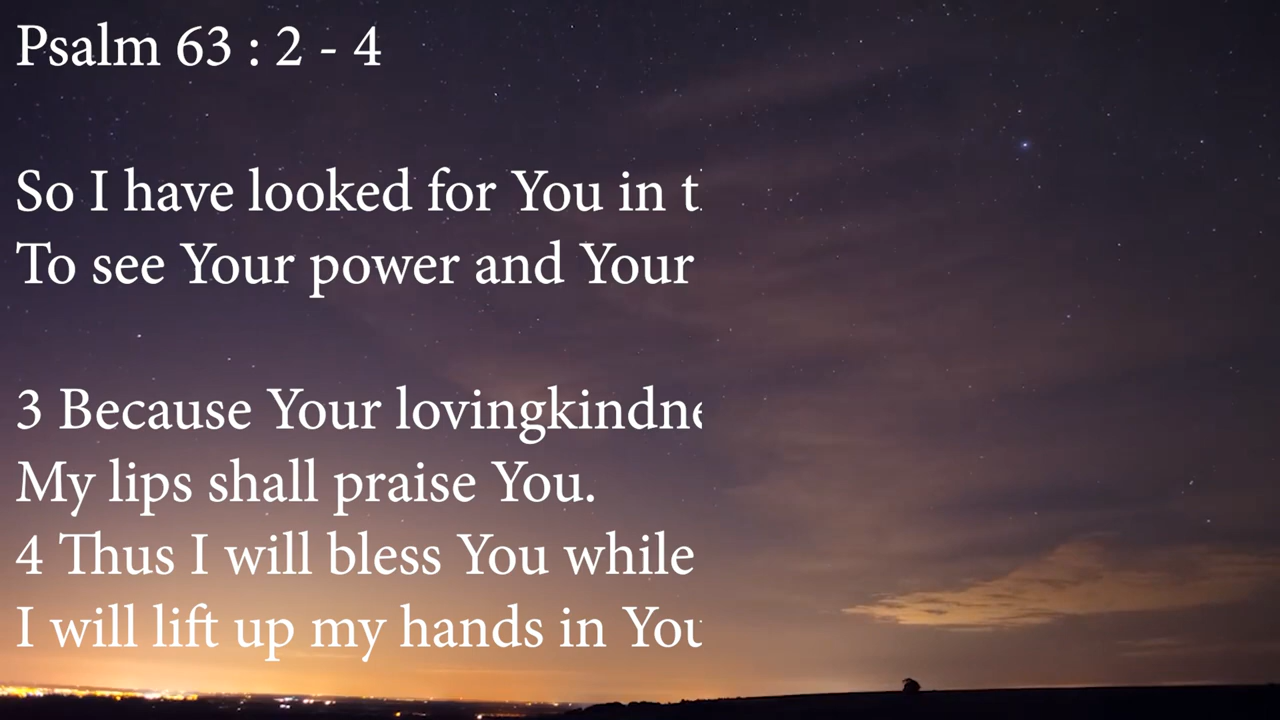 Psalm 63 : 2 - 4
So I have looked for You in
To see Your power and Your
3 Because Your
My lips shall praise You.
4 Thus I will bless You while
I will lift up my hands in